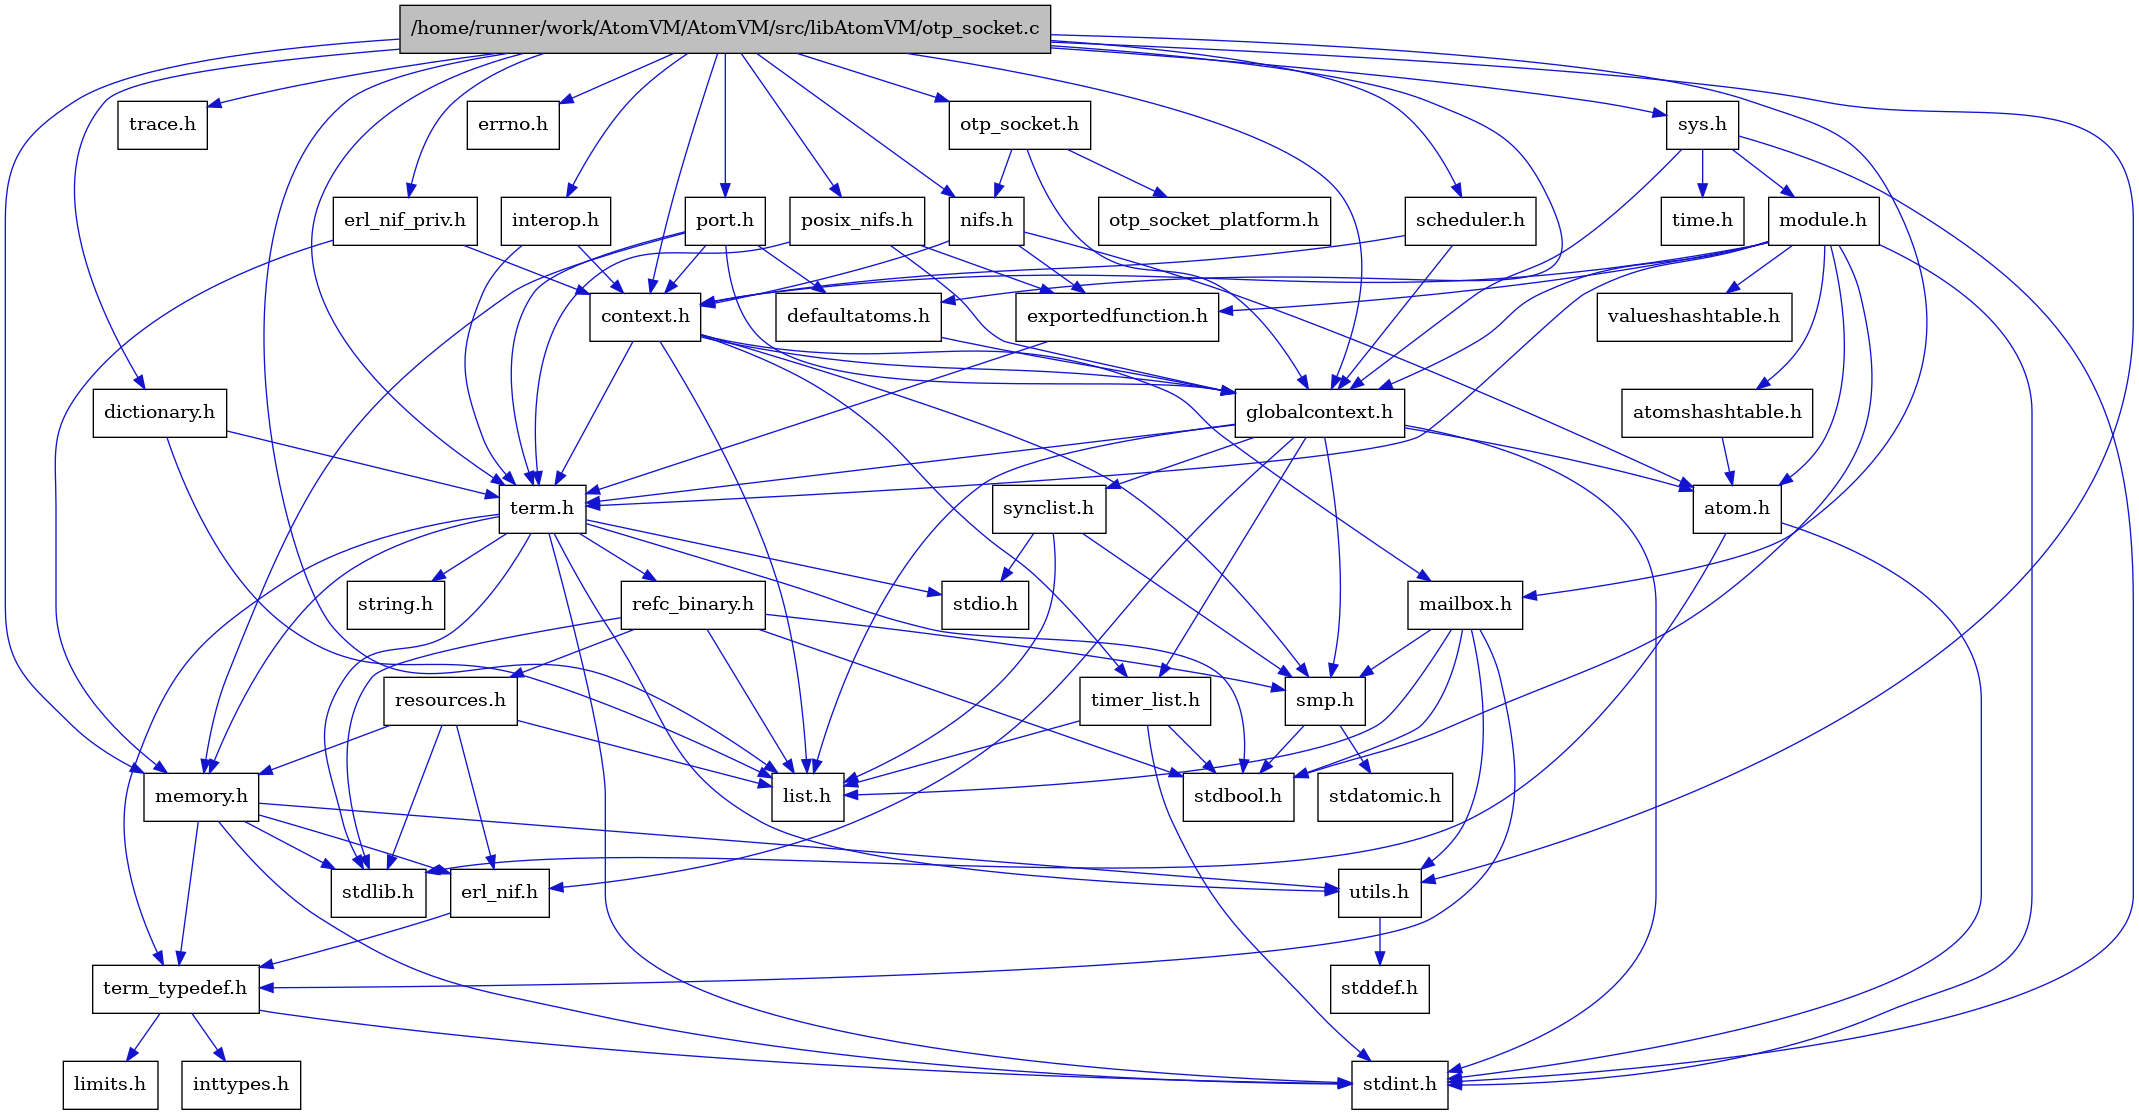 /home/runner/work/AtomVM/AtomVM/src/libAtomVM/otp_socket.c
trace.h
errno.h
otp_socket.h
sys.h
erl_nif_priv.h
interop.h
port.h
posix_nifs.h
nifs.h
otp_socket_platform.h
scheduler.h
time.h
module.h
context.h
defaultatoms.h
exportedfunction.h
valueshashtable.h
dictionary.h
globalcontext.h
atomshashtable.h
term.h
synclist.h
atom.h
string.h
refc_binary.h
stdio.h
mailbox.h
resources.h
timer_list.h
smp.h
memory.h
list.h
stdbool.h
stdatomic.h
stdlib.h
erl_nif.h
utils.h
term_typedef.h
stddef.h
limits.h
inttypes.h
stdint.h